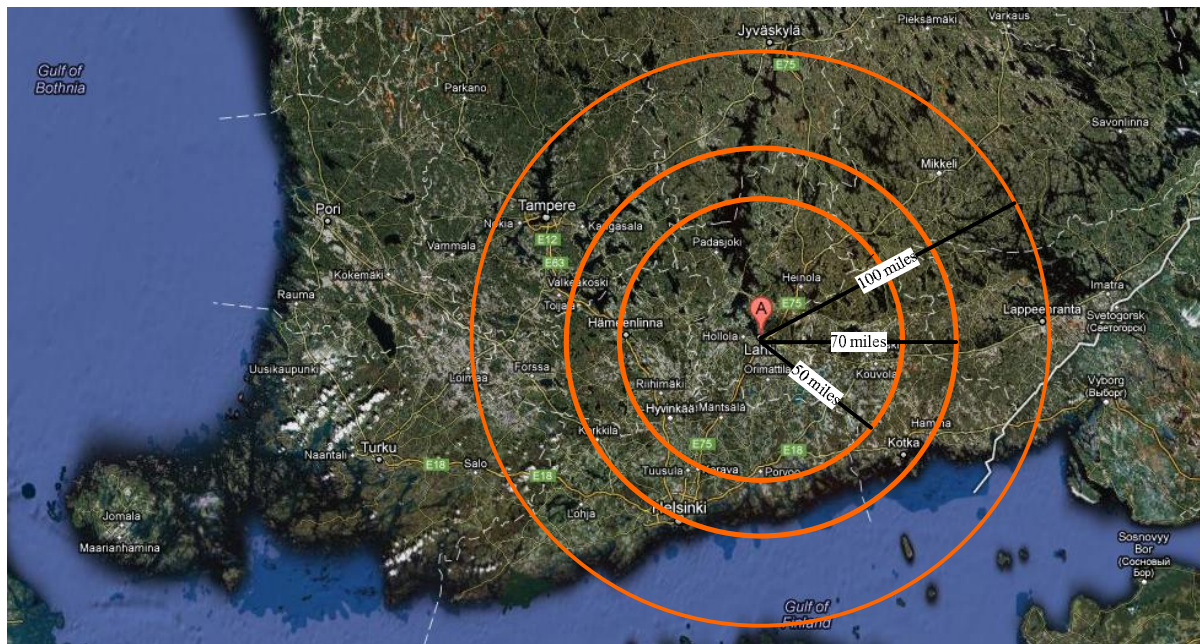 Jyväskylä
Pieksämäki
Varkaus
E75
Gulf of
Bothnia
Parkano
Savonlinna
Mikkeli
Pori
Tampere
Nokia
Kangasala
E12
E63
Vammala
Padasjoki
100 miles
Kokemäki
Valkeakoski
Heinola
Rauma
Toijala
E75
Imatra
A
Lappeenranta
Svetogorsk
(Светогорск)
Hämeenlinna
Hollola
70 miles
Uusikaupunki
Loimaa
Forssa
Orimattila
50 miles
Kouvola
Riihimäki
Vyborg
(Выборг)
Hyvinkää
Mäntsälä
Karkkila
Hamina
Turku
E75
E18
Kotka
Naantali
E18
Salo
E18
Tuusula
Kerava
Porvoo
Helsinki
Lohja
Jomala
Maarianhamina
Sosnovyy
Bor
(Сосновый
Бор)
Gulf of
Finland